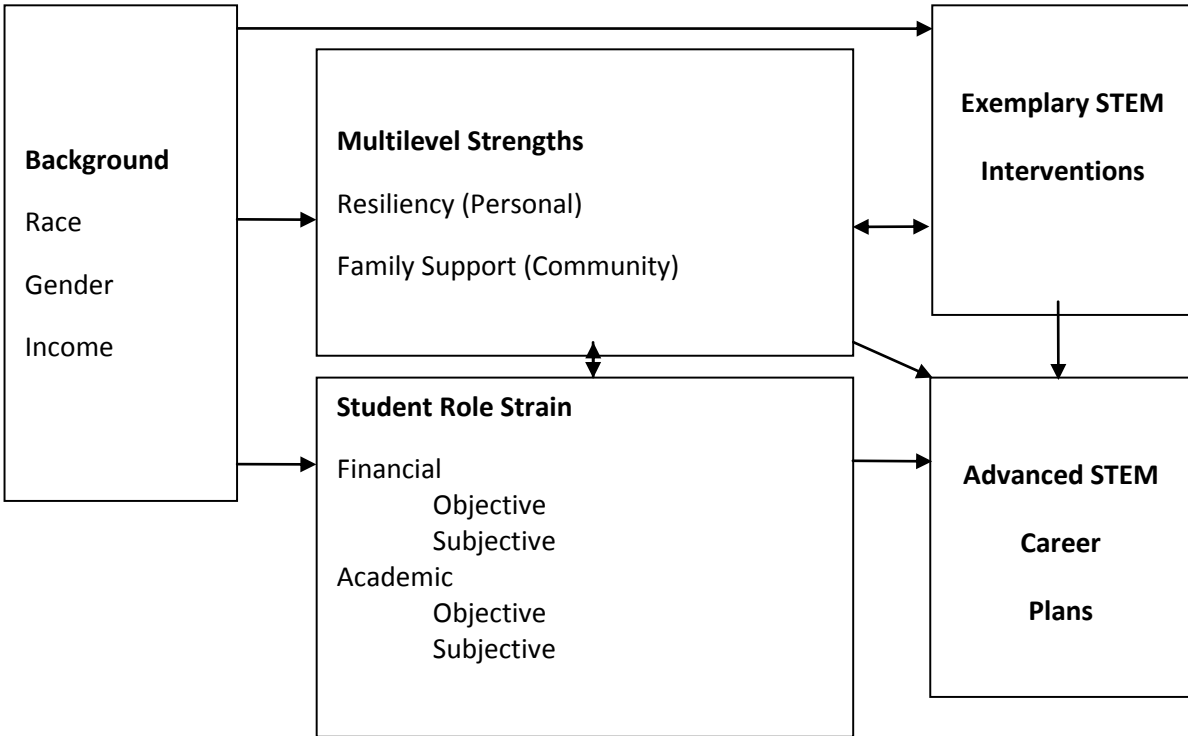 Background
Race
Gender
Income
Multilevel Strengths
Resiliency (Personal)
Family Support (Community)
Student Role Strain
Financial
Objective
Subjective
Academic
Objective
Subjective
Exemplary STEM
Interventions
Advanced STEM
Career
Plans